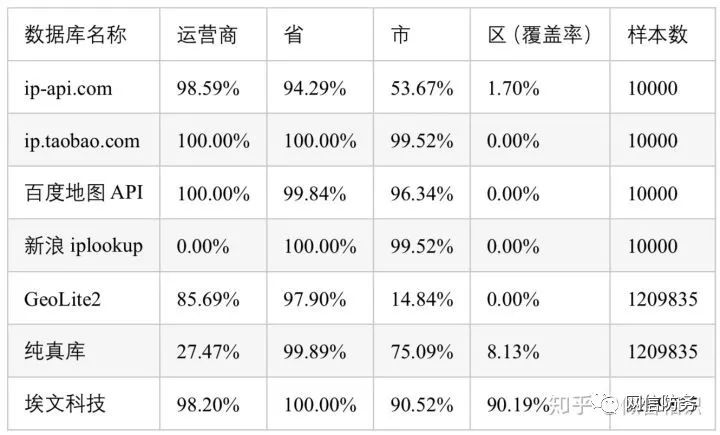 数据库名称 运营商 省 市 区（覆盖率） 样本数
ip-api.com 98.59% 94.29% 53.67% 1.70% 10000
ip.taobao.com 100.00% 100.00% 99.52% 0.00% 10000
百度地图 API 100.00% 99.84% 96.34% 0.00% 10000
新浪 iplookup 0.00% 100.00% 99.52% 0.00% 10000
GeoLite2 85.69% 97.90% 14.84% 0.00% 1209835
纯真库 27.47% 99.89% 75.09% 8.13% 1209835
埃文科技 98.20% 100.00% 90.52% 90.19%
知乎 网信防务